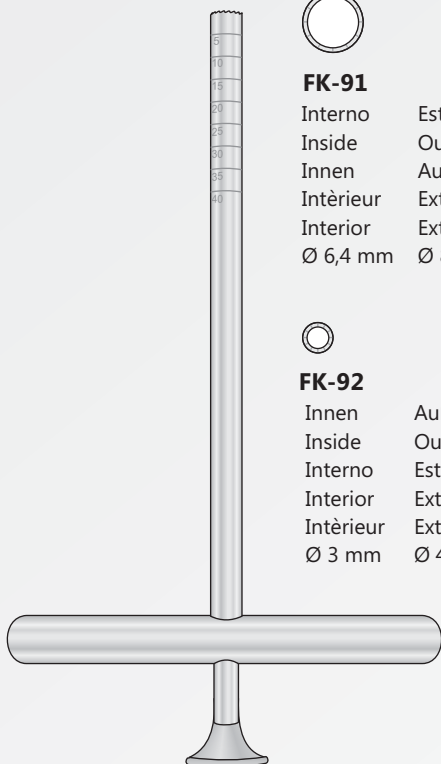 5
10
15
20
25
30
35
40
FK-91
Interno
Inside
Innen
Intèrieur
Interior
Ø 6,4 mm Ø
FK-92
Innen
Inside
Interno
Interior
Intèrieur
Ø 3 mm Ø 4